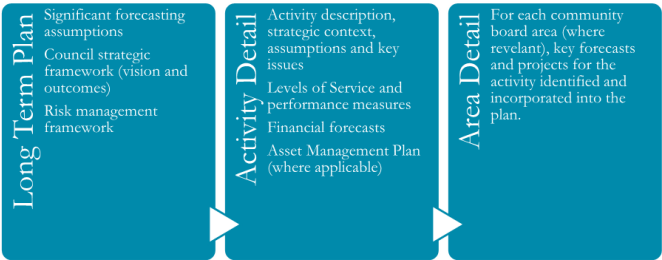 Long Term Plan
Significant forecasting
assumptions
Council strategic
framework (vision and
outcomes)
Risk management
framework
Activity Detail
Activity description,
strategic context,
assumptions and key
issues
Levels of Service and
performance measures
Financial forecasts
Asset Management Plan
(where applicable)
Area Detail
For each community
board area (where
revelant), key forecasts
and projects for the
activity identified and
incorporated into the
plan.